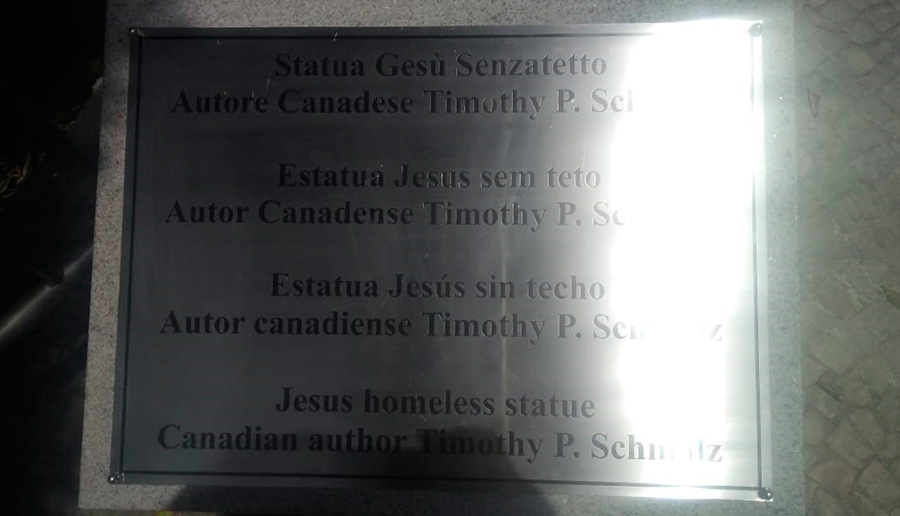 Statua Gesù Senzatetto
Autore Canadese Timothy P.
Estatua Jesus sem teto
Autor Canadense Timothy P.
Estatua Jesús sin techo
Autor canadiense Timothy P.
Jesus homeless statue
Canadian author Timothy P. Schmalz